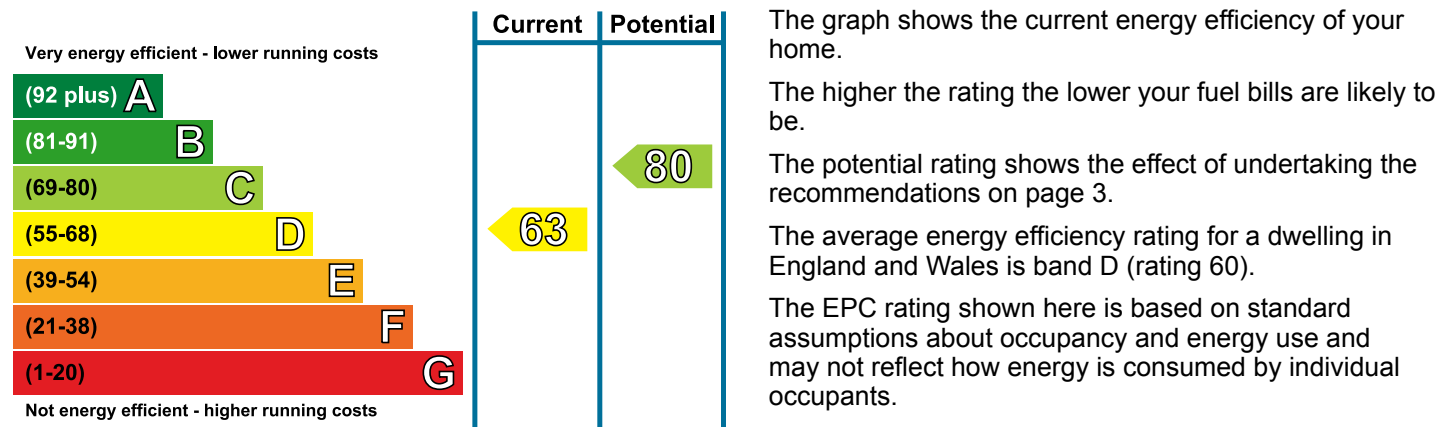 Current Potential
Very energy efficient - lower running costs
(92 plus) A
(81-91) B
80
(69-80) C
(55-68) D
63
(39-54) E
(21-38) F
(1-20) G
Not energy efficient - higher running costs
The graph shows the current energy efficiency of your
home.
The higher the rating the lower your fuel bills are likely to
be.
The potential rating shows the effect of undertaking the
recommendations on page 3.
The average energy efficiency rating for a dwelling in
England and Wales is band D (rating 60).
The EPC rating shown here is based on standard
assumptions about occupancy and energy use and
may not reflect how energy is consumed by individual
occupants.